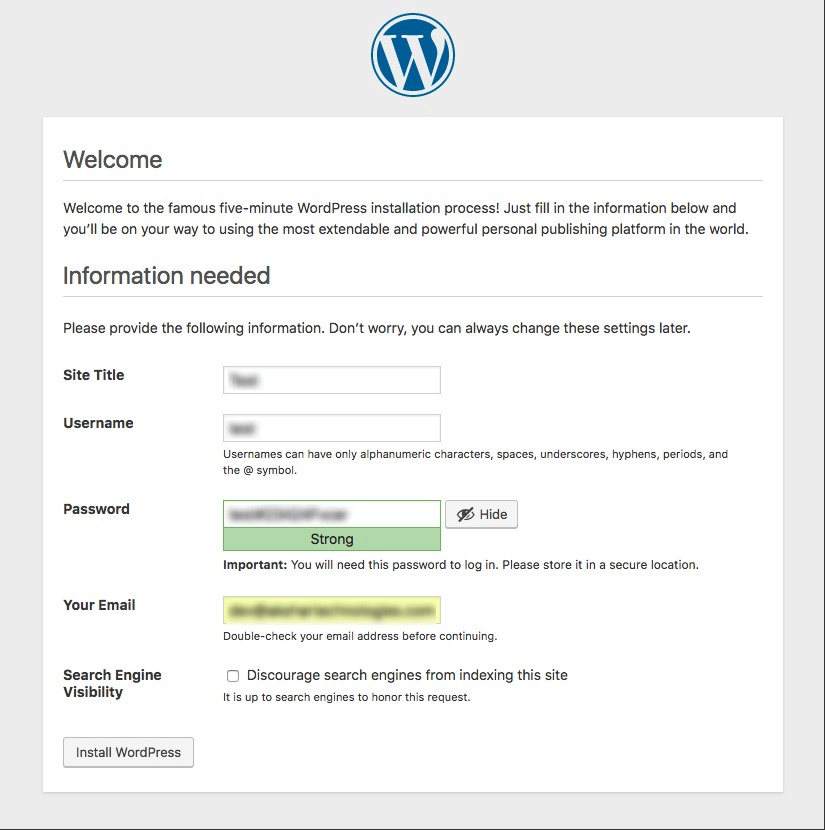 Welcome
Welcome to the famous five-minute WordPress installation process! Just fill in the information below and
you’ll be on your way to using the most extendable and powerful personal publishing platform in the world.
Information needed
Please provide the following information. Don’t worry, you can always change these settings later.
Site Title
Username
Usernames can have only alphanumeric characters, spaces, underscores, hyphens, periods, and
the @ symbol.
Password
Hide
Strong
Important: You will need this password to log in. Please store it in a secure location.
Your Email
Double-check your email address before continuing.
Search Engine
Visibility
Discourage search engines from indexing this site
It is up to search engines to honor this request.
Install WordPress